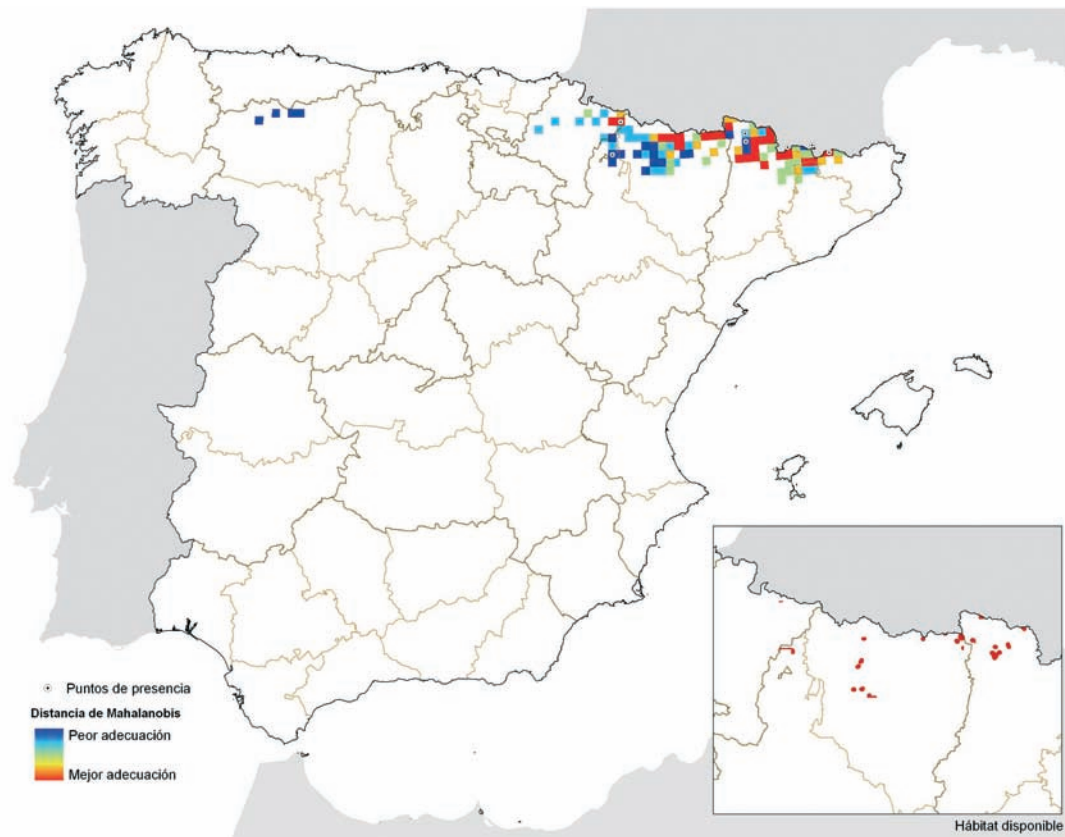 Puntos de presencia
Distancia de Mahalanobis
Peor adecuación
Mejor adecuación
Hábitat disponible